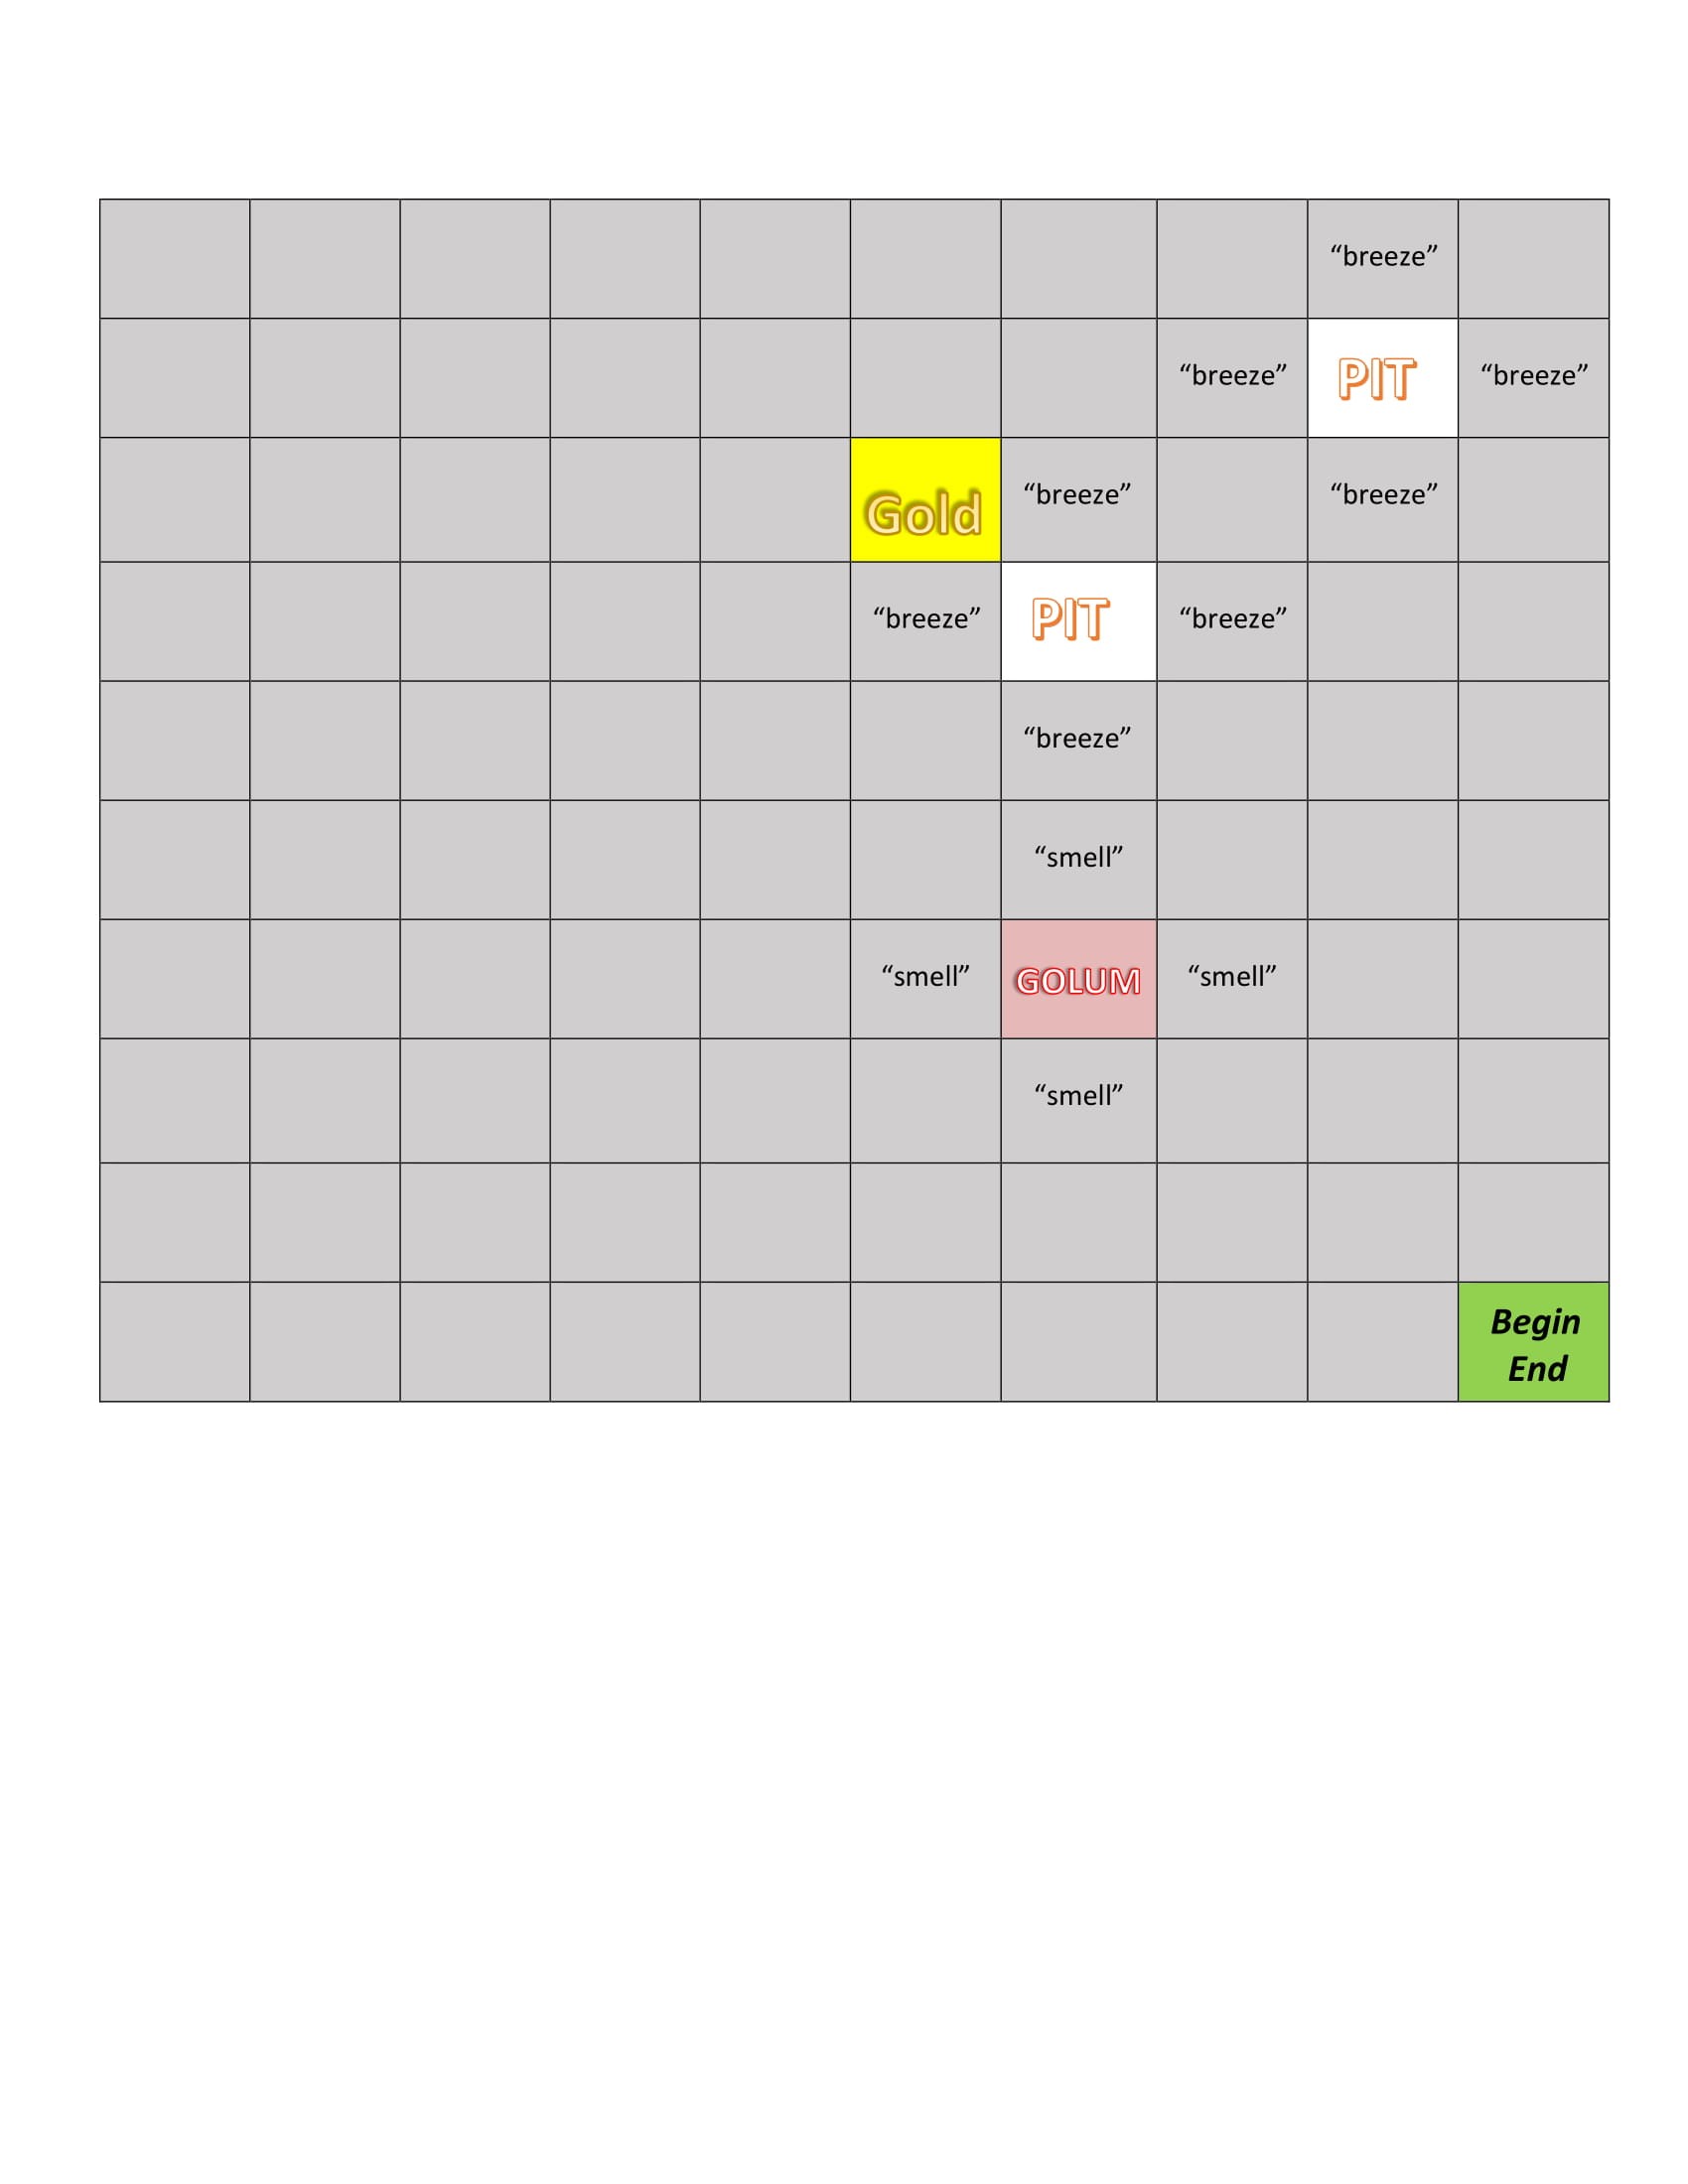 “breeze”
“breeze” PIT “breeze”
Gold “breeze” “breeze”
“breeze” PIT “breeze”
“breeze”
“smell”
“smell” GOLUM “smell”
“smell”
Begin
End